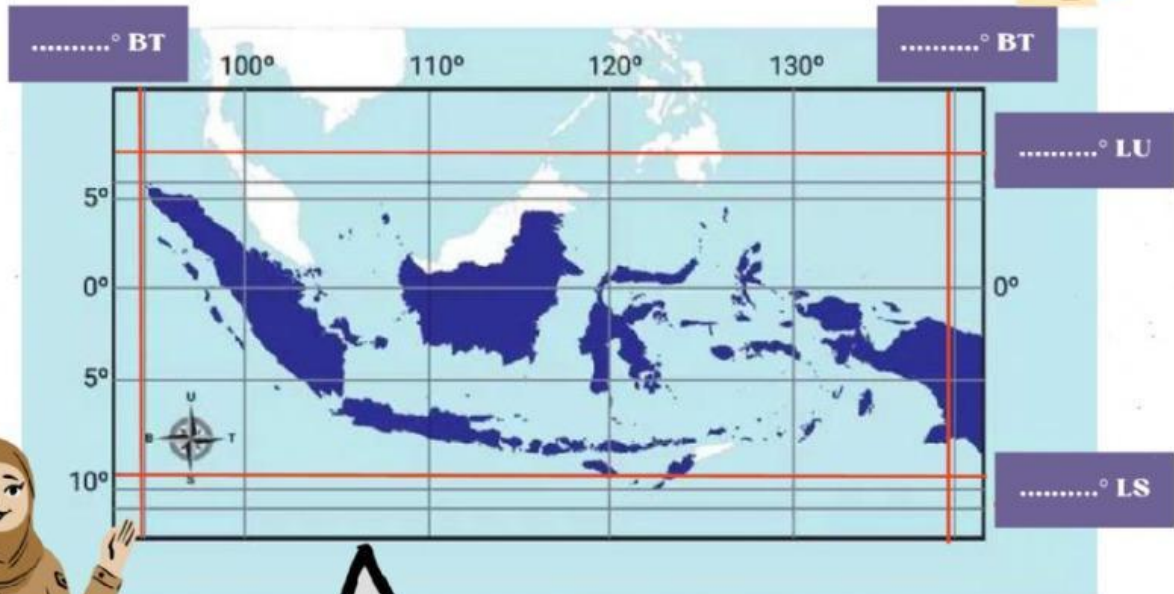 ..........° BT
..........° BT
100° 110° 120° 130°
..........° LU
5°
0° 0°
5°
U
B T
S
10°
..........° LS